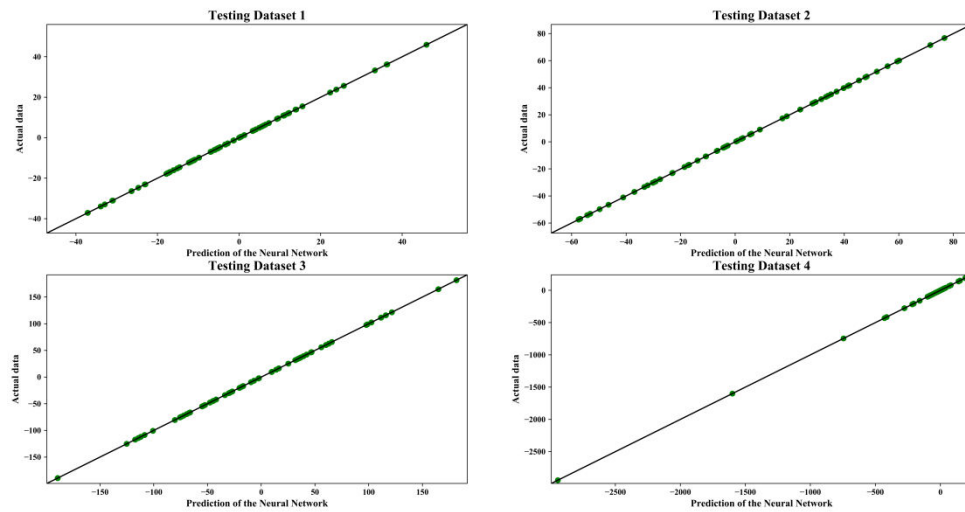 Testing Dataset 1
40
20
0
−20
−40
Actual data
−40 −20 0 20 40
Prediction of the Neural Network
Testing Dataset 2
80
60
40
20
0
−20
−40
−60
Actual data
−60 −40 −20 0 20 40 60 80
Prediction of the Neural Network
Testing Dataset 3
150
100
50
0
−50
−100
−150
Actual data
−150 −100 −50 0 50 100 150
Prediction of the Neural Network
Testing Dataset 4
0
−500
−1000
−1500
−2000
−2500
Actual data
−2500 −2000 −1500 −1000 −500 0
Prediction of the Neural Network